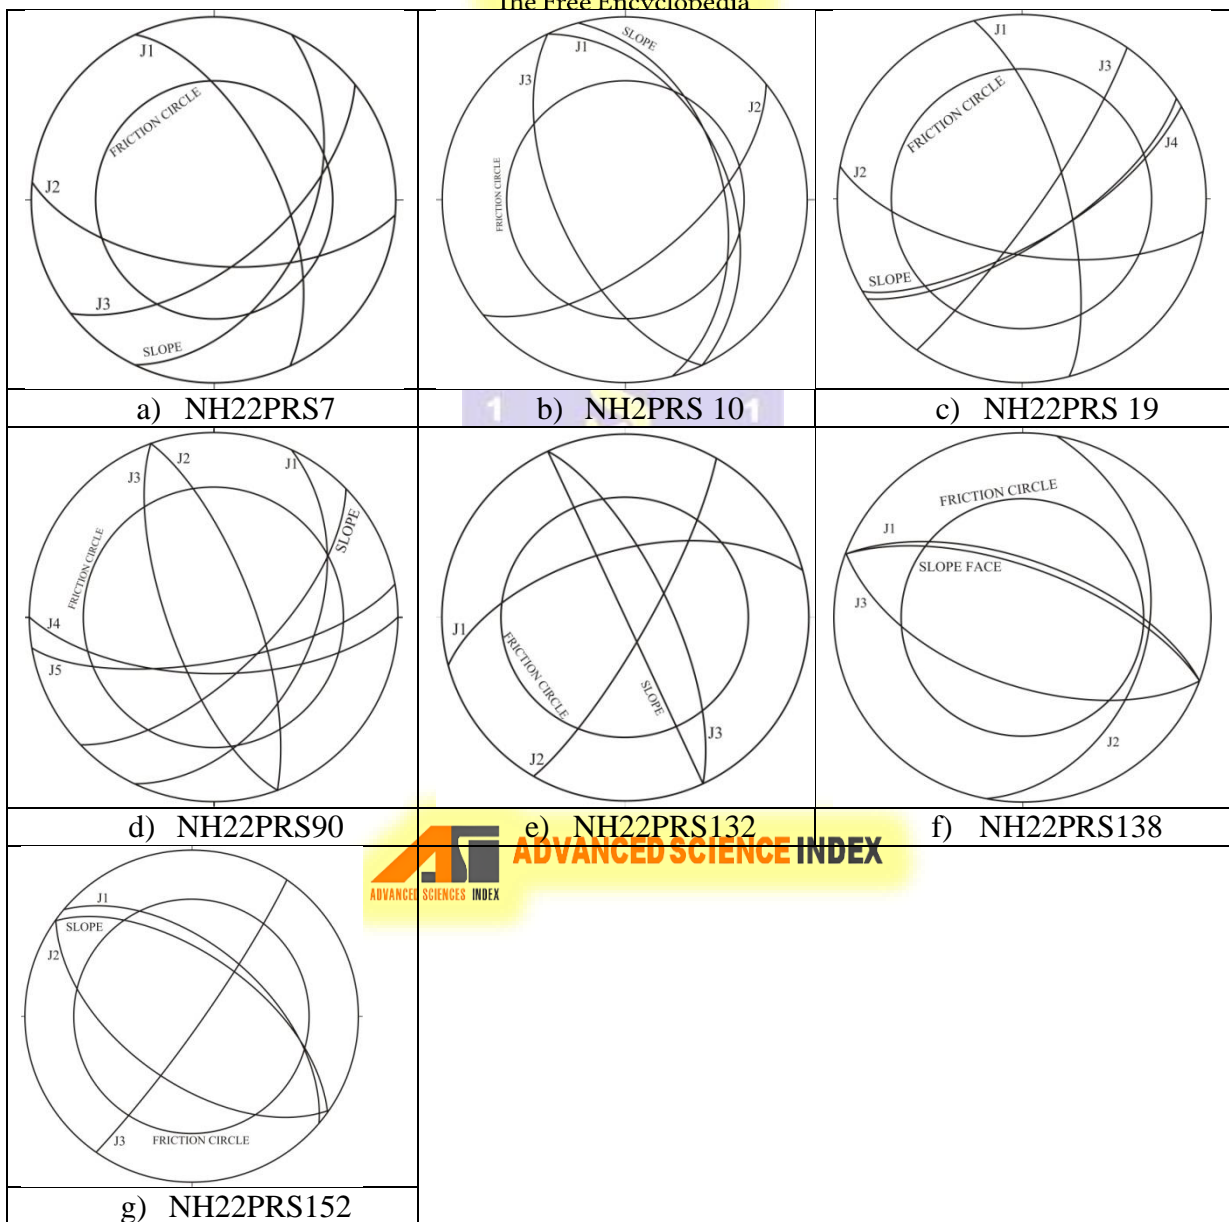 The Free Encyclopedia
J1
FRICTION CIRCLE
J2
J3
SLOPE
a) NH22PRS7
SLOPE
J1
J3
J2
FRICTION CIRCLE
b) NH2PRS 10
J1
J3
FRICTION CIRCLE
J4
J2
SLOPE
c) NH22PRS 19
J2
J1
J3
SLOPE
FRICTION CIRCLE
J4
J5
d) NH22PRS90
J1
FRICTION CIRCLE
SLOPE
J3
J2
e) NH22PRS132
FRICTION CIRCLE
J1
SLOPE FACE
J3
J2
f) NH22PRS138
J1
SLOPE
J2
J3
FRICTION CIRCLE
g) NH22PRS152
1 1
ASI
ADVANCED SCIENCES INDEX
ADVANCED SCIENCE INDEX